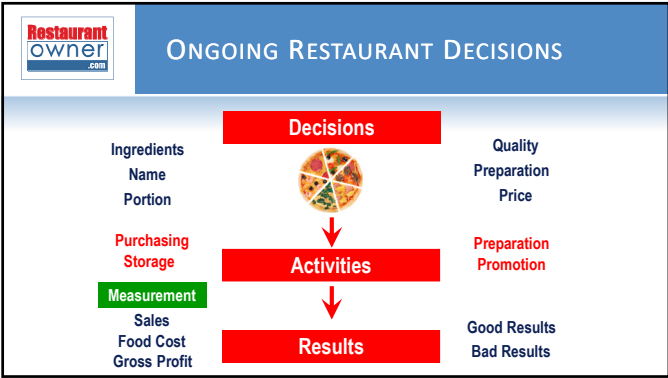 Restaurant
owner
.com
ONGOING RESTAURANT DECISIONS
Decisions
Ingredients
Name
Portion
Quality
Preparation
Price
Purchasing
Storage
Activities
Preparation
Promotion
Measurement
Sales
Food Cost
Gross Profit
Results
Good Results
Bad Results